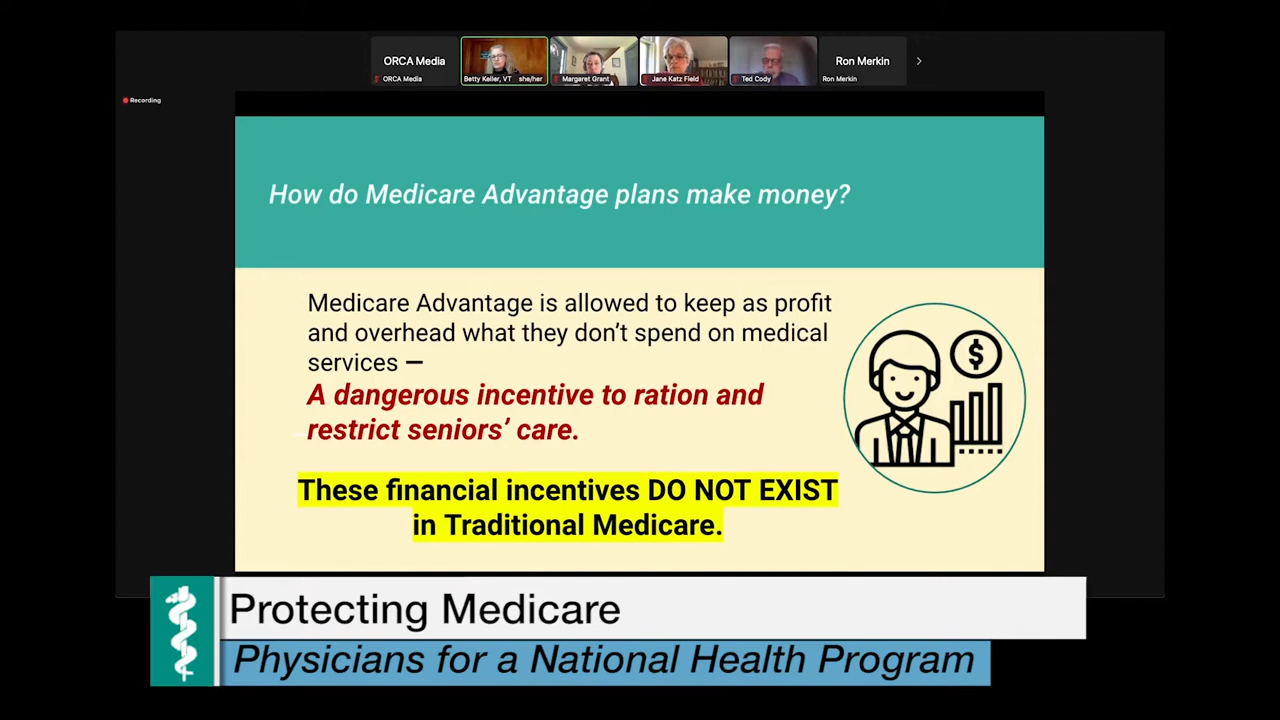 ORCA Media
Ron Merkin
ORCA Media
Betty Keller, VT she/her
Margaret Grant
Jane Katz Field
Ted Cody
Ron Merkin
Recording
How do Medicare Advantage plans make money?
Medicare Advantage is allowed to keep as profit
and overhead what they don't spend on medical
services —
A dangerous incentive to ration and
restrict seniors' care.
$
These financial incentives DO NOT EXIST
in Traditional Medicare.
Protecting Medicare
Physicians for a National Health Program